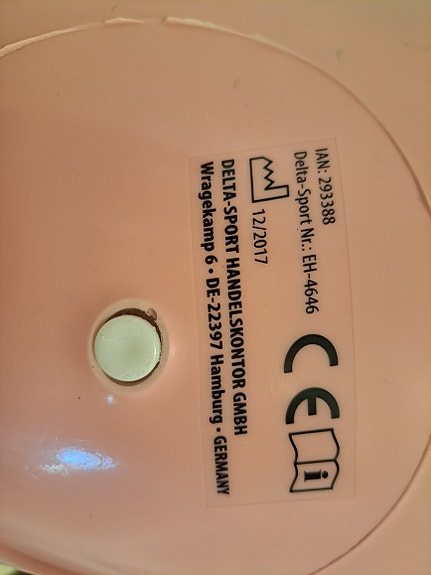 IAN: 293388
Delta-Sport Nr.: EH-4646
12/2017
DELTA-SPORT HANDELSKONTOR GMBH
Wragekamp 6 • DE-22397 Hamburg • GERMANY
CE
i